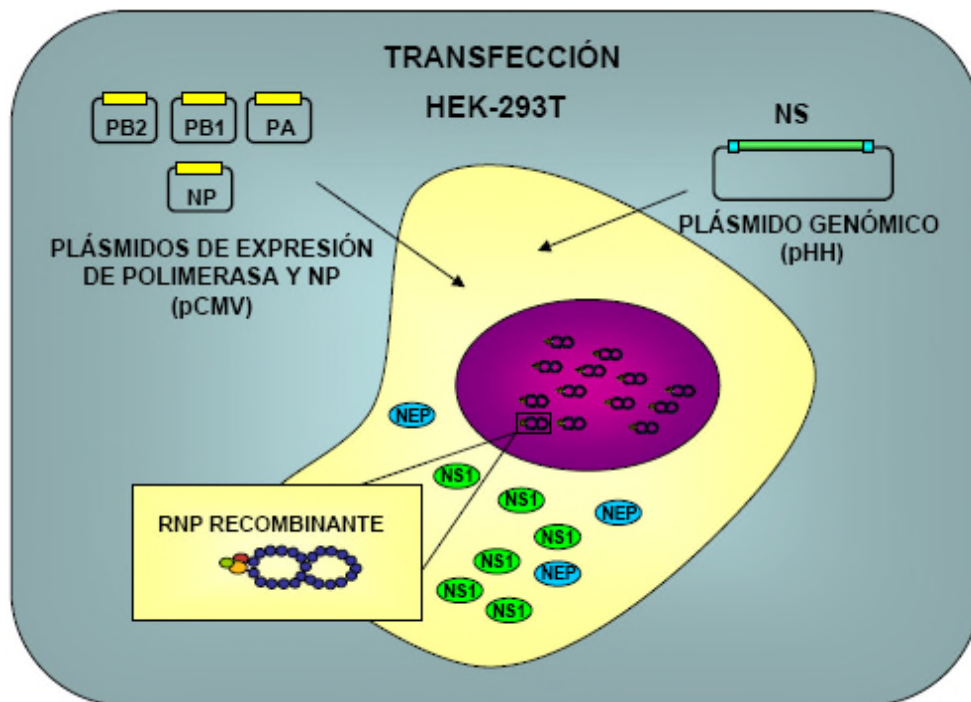 TRANSFECCIÓN
HEK-293T
PB2 PB1 PA
NP
PLÁSMIDOS DE EXPRESIÓN
DE POLIMERASA Y NP
(pCMV)
NS
PLÁSMIDO GENÓMICO
(pHH)
NEP
NS1
NS1
NEP
NS1
NS1
NEP
NS1
NS1
RNP RECOMBINANTE